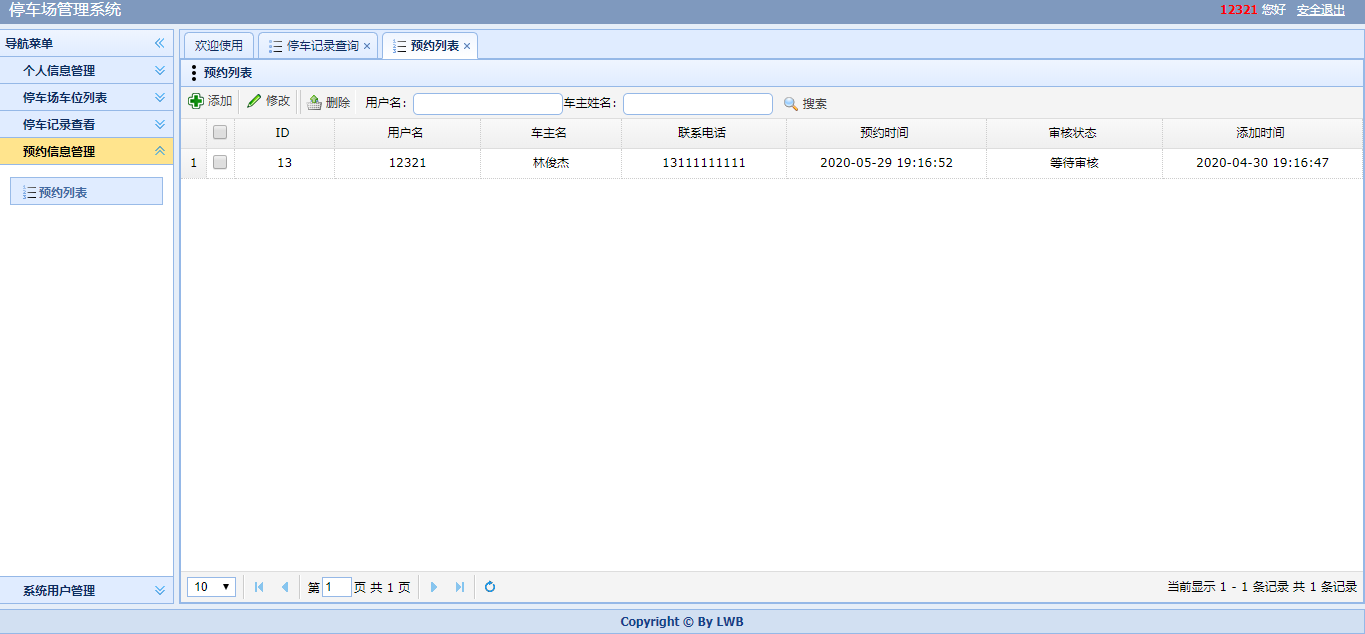 停车场管理系统
12321 您好 安全退出
导航菜单
个人信息管理
停车场车位列表
停车记录查看
预约信息管理
预约列表
系统用户管理
欢迎使用 停车记录查询 预约列表
预约列表
添加 修改 删除 用户名: 车主姓名: 搜索
ID 用户名 车主名 联系电话 预约时间 审核状态 添加时间
1 13 12321 林俊杰 13111111111 2020-05-29 19:16:52 等待审核 2020-04-30 19:16:47
10 第 1 页 共 1 页 当前显示 1 - 1 条记录 共 1 条记录
Copyright © By LWB